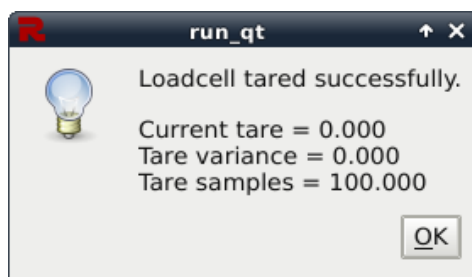 run_qt
Loadcell tared successfully.
Current tare = 0.000
Tare variance = 0.000
Tare samples = 100.000
OK